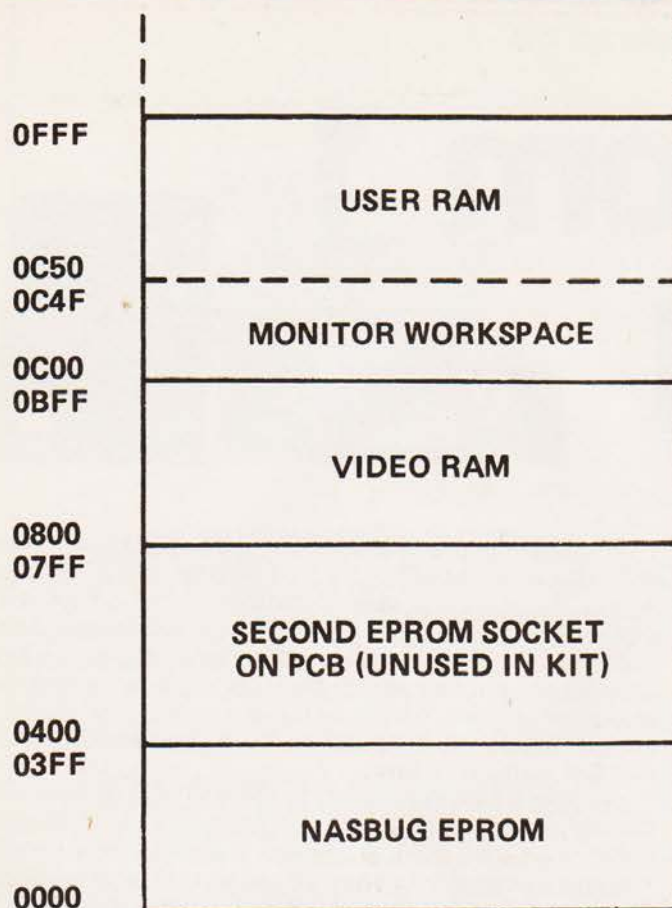 0FFF
USER RAM
0C50
0C4F
MONITOR WORKSPACE
0C00
0BFF
VIDEO RAM
0800
07FF
SECOND EPROM SOCKET
ON PCB (UNUSED IN KIT)
0400
03FF
NASBUG EPROM
0000